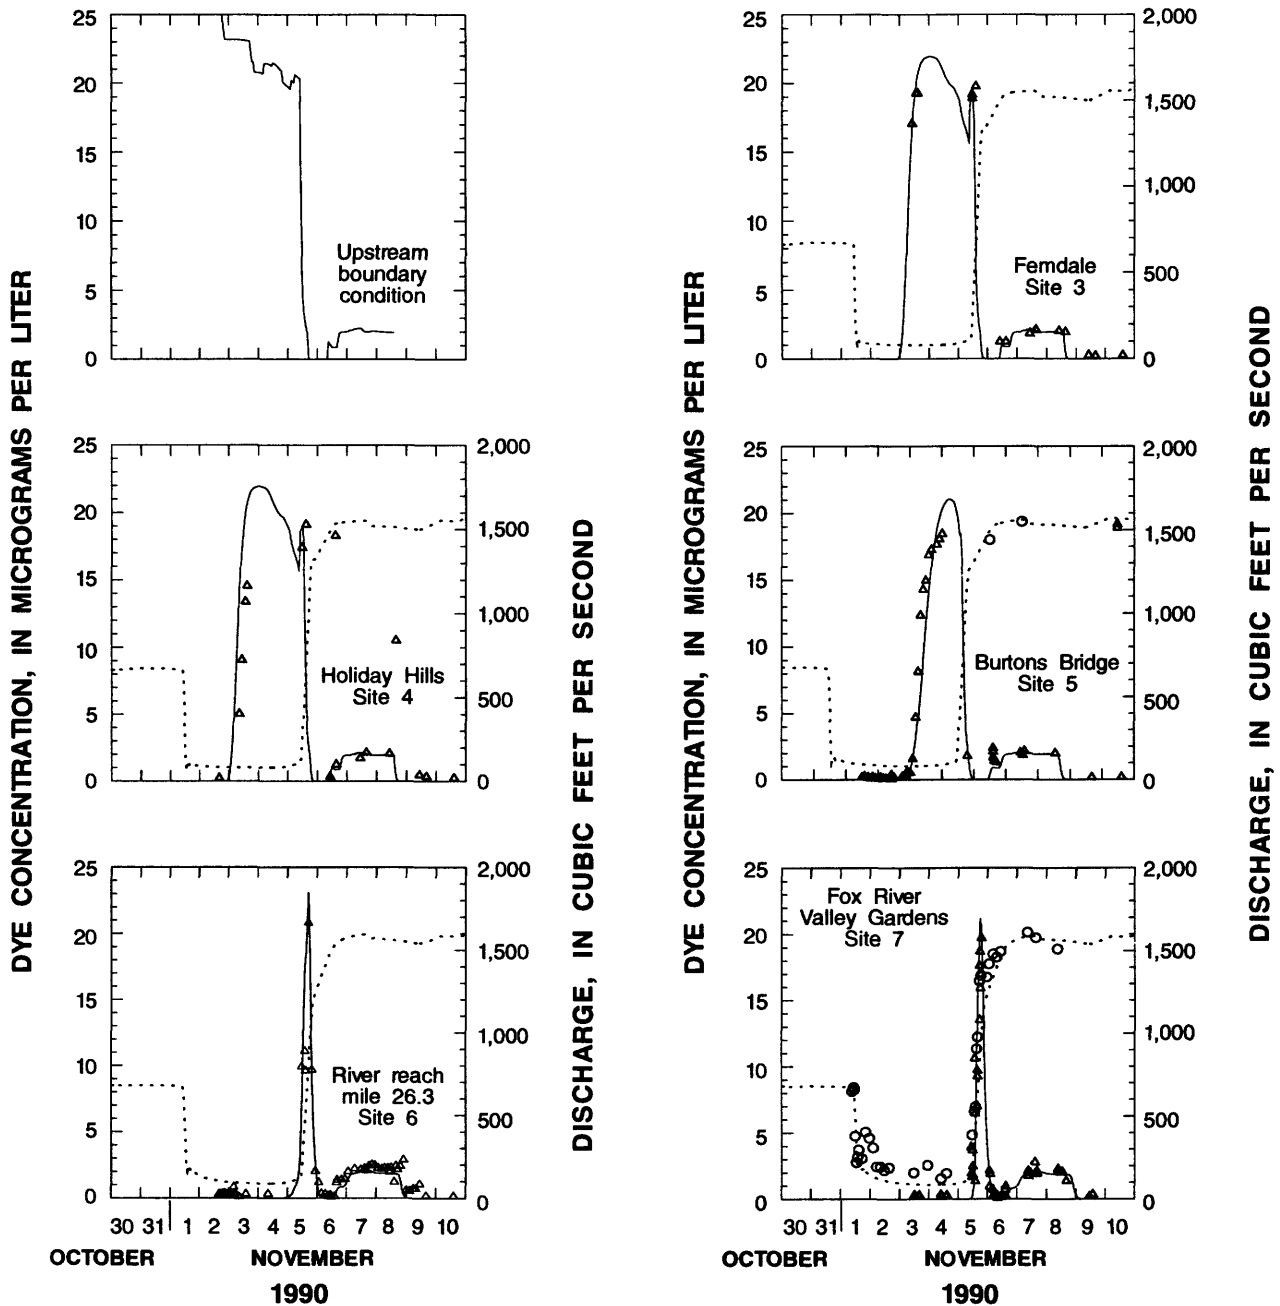 25
20
15
10
5
0
Upstream
boundary
condition
25
20
15
10
5
0
2,000
1,500
1,000
500
0
Ferndale
Site 3
25
20
15
10
5
0
2,000
1,500
1,000
500
0
Holiday Hills
Site 4
25
20
15
10
5
0
2,000
1,500
1,000
500
0
Burtons Bridge
Site 5
25
20
15
10
5
0
2,000
1,500
1,000
500
0
River reach
mile 26.3
Site 6
30 31 1 2 3 4 5 6 7 8 9 10
OCTOBER NOVEMBER
1990
25
20
15
10
5
0
2,000
1,500
1,000
500
0
Fox River
Valley Gardens
Site 7
30 31 1 2 3 4 5 6 7 8 9 10
OCTOBER NOVEMBER
1990
DYE CONCENTRATION, IN MICROGRAMS PER LITER
DISCHARGE, IN CUBIC FEET PER SECOND
DYE CONCENTRATION, IN MICROGRAMS PER LITER
DISCHARGE, IN CUBIC FEET PER SECOND